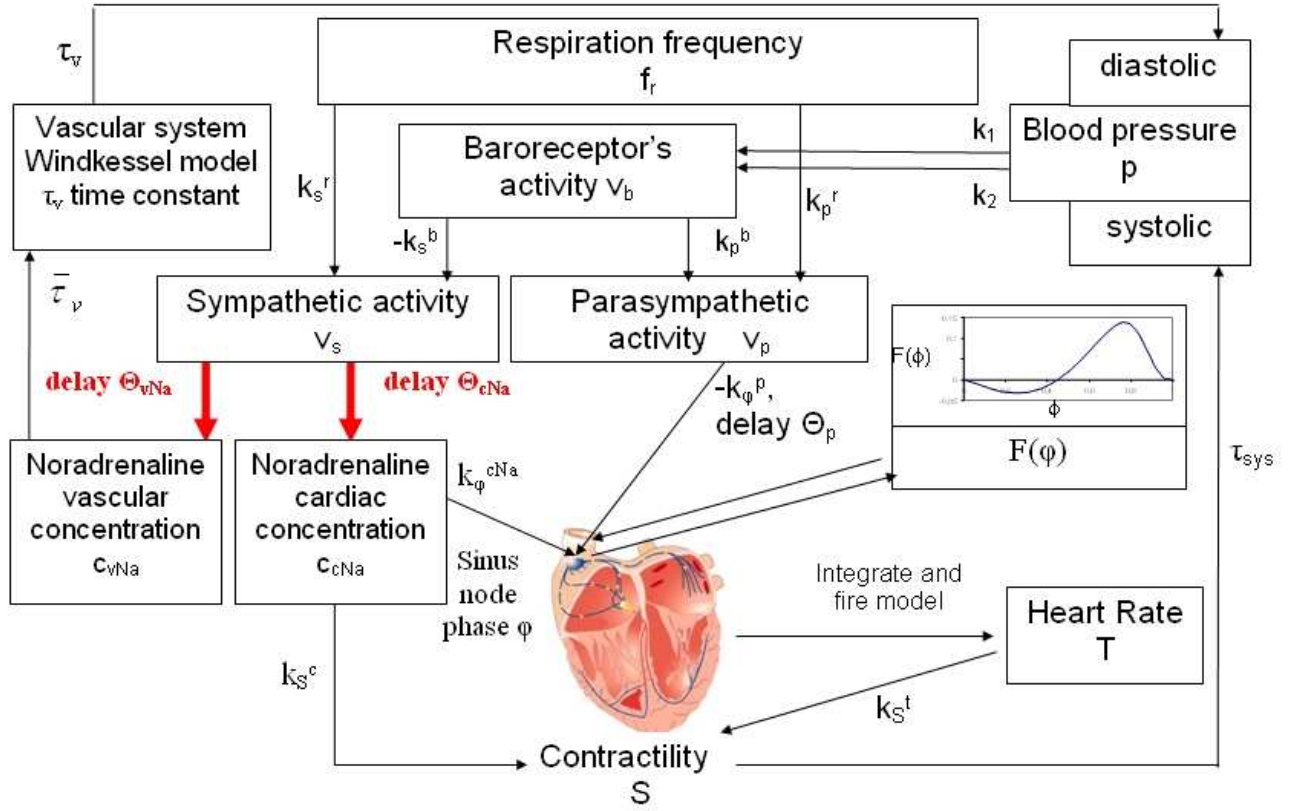 τᵥ
Respiration frequency
fᵣ
diastolic
Vascular system
Windkessel model
τᵥ time constant
Baroreceptor's
activity νb
k₁
k₂
Blood pressure
p
systolic
kₛʳ
kₚʳ
-kₛᵇ
kₚᵇ
τ̅ᵥ
Sympathetic activity
νₛ
Parasympathetic
activity νₚ
F(ϕ)
ϕ
F(φ)
delay ΘvNa
delay ΘcNa
-kφᵖ,
delay Θₚ
τsys
Noradrenaline
vascular
concentration
cvNa
Noradrenaline
cardiac
concentration
ccNa
kφᶜᴺᵃ
Sinus
node
phase φ
Integrate and
fire model
Heart Rate
T
kSᶜ
kSᵗ
Contractility
S